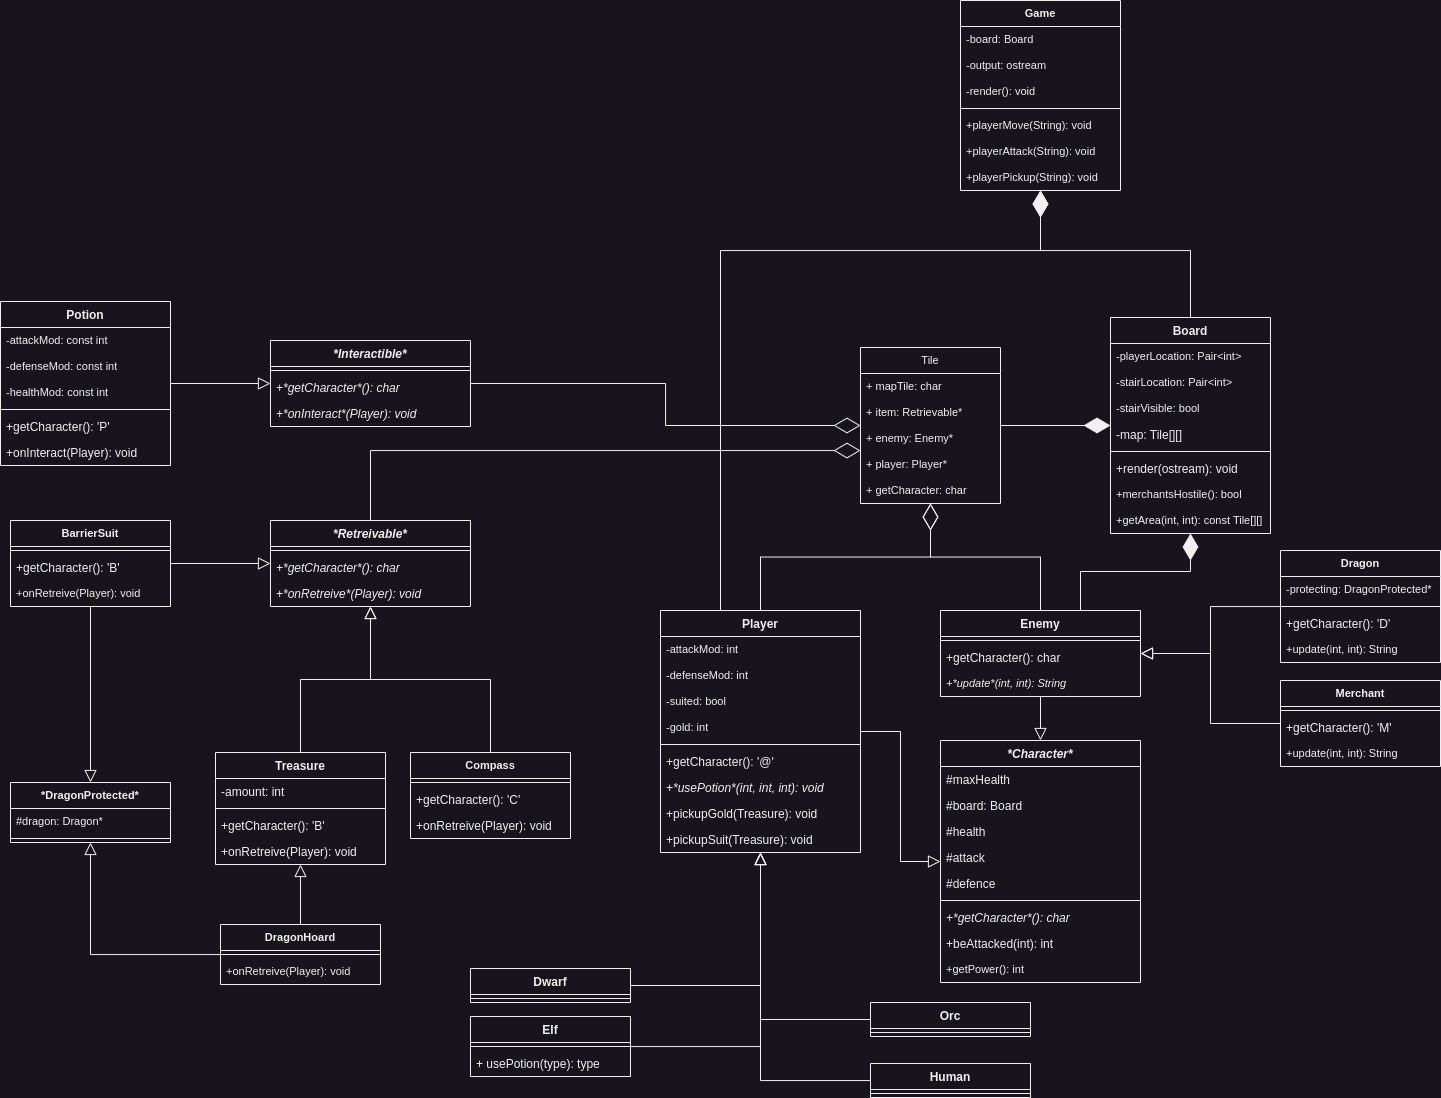 Game
-board: Board
-output: ostream
-render(): void
+playerMove(String): void
+playerAttack(String): void
+playerPickup(String): void
Potion
-attackMod: const int
-defenseMod: const int
-healthMod: const int
+getCharacter(): 'P'
+onInteract(Player): void
*Interactible*
+*getCharacter*(): char
+*onInteract*(Player): void
Tile
+ mapTile: char
+ item: Retrievable*
+ enemy: Enemy*
+ player: Player*
+ getCharacter: char
Board
-playerLocation: Pair<int>
-stairLocation: Pair<int>
-stairVisible: bool
-map: Tile[][]
+render(ostream): void
+merchantsHostile(): bool
+getArea(int, int): const Tile[][]
BarrierSuit
+getCharacter(): 'B'
+onRetreive(Player): void
*Retreivable*
+*getCharacter*(): char
+*onRetreive*(Player): void
Player
-attackMod: int
-defenseMod: int
-suited: bool
-gold: int
+getCharacter(): '@'
+*usePotion*(int, int, int): void
+pickupGold(Treasure): void
+pickupSuit(Treasure): void
Enemy
+getCharacter(): char
+*update*(int, int): String
Dragon
-protecting: DragonProtected*
+getCharacter(): 'D'
+update(int, int): String
Merchant
+getCharacter(): 'M'
+update(int, int): String
*DragonProtected*
#dragon: Dragon*
Treasure
-amount: int
+getCharacter(): 'B'
+onRetreive(Player): void
Compass
+getCharacter(): 'C'
+onRetreive(Player): void
*Character*
#maxHealth
#board: Board
#health
#attack
#defence
+*getCharacter*(): char
+beAttacked(int): int
+getPower(): int
DragonHoard
+onRetreive(Player): void
Dwarf
Elf
+ usePotion(type): type
Orc
Human